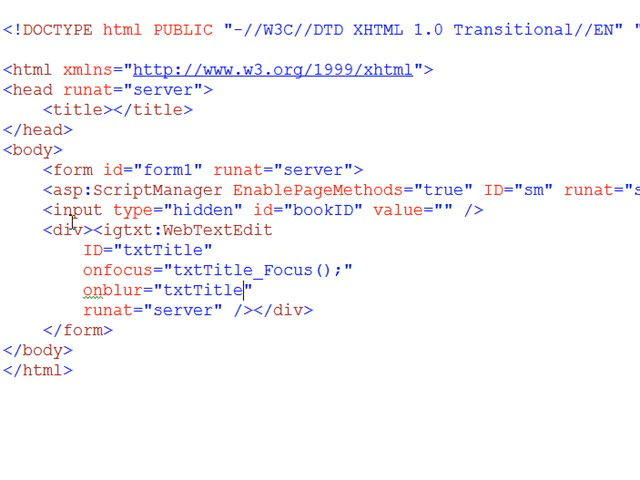 <!DOCTYPE html PUBLIC "-//W3C//DTD XHTML 1.0 Transitional//EN" "
<html xmlns="http://www.w3.org/1999/xhtml">
<head runat="server">
<title></title>
</head>
<body>
<form id="form1" runat="server">
<asp:ScriptManager EnablePageMethods="true" ID="sm" runat="s
<input type="hidden" id="bookID" value="" />
<div><igtxt:WebTextEdit
ID="txtTitle"
onfocus="txtTitle_Focus();"
onblur="txtTitle"
runat="server" /></div>
</form>
</body>
</html>